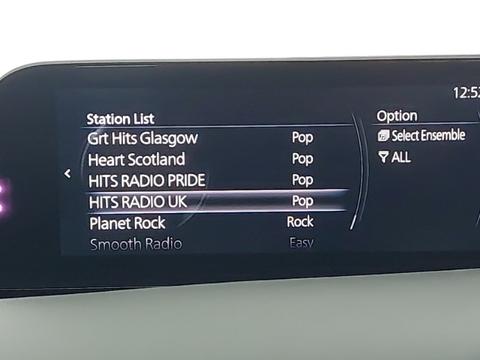 12:52
Station List
Option
Grt Hits Glasgow Pop
Select Ensemble
Heart Scotland Pop
ALL
HITS RADIO PRIDE Pop
HITS RADIO UK Pop
Planet Rock Rock
Smooth Radio Easy